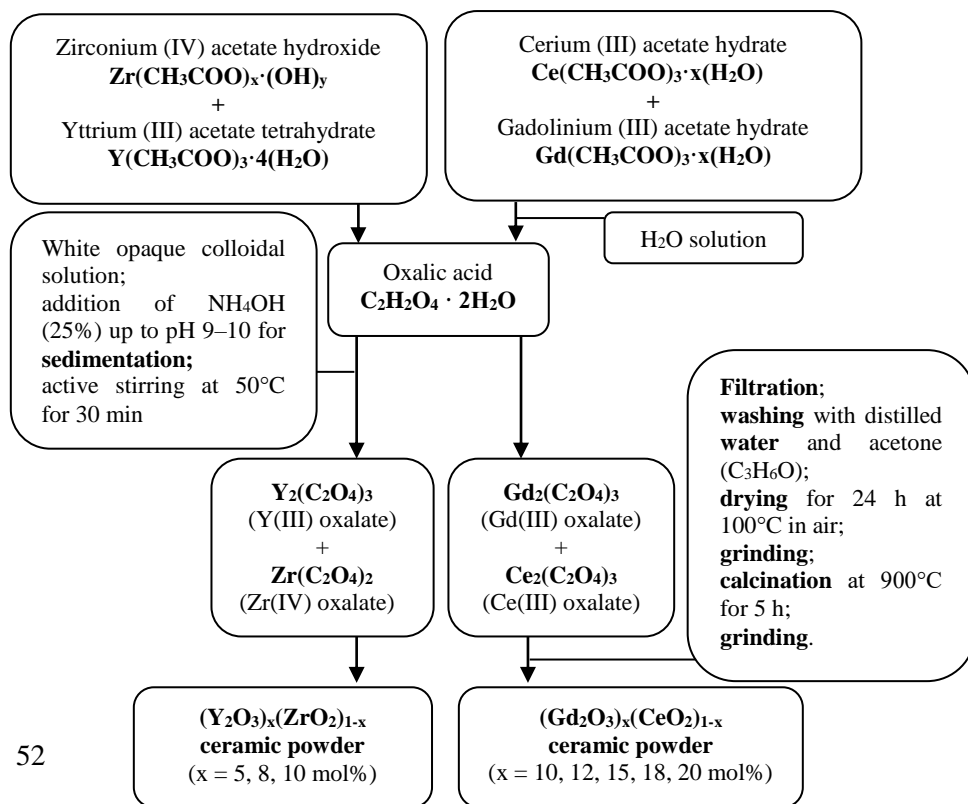 Zirconium (IV) acetate hydroxide
Zr(CH3COO)x·(OH)y
+
Yttrium (III) acetate tetrahydrate
Y(CH3COO)3·4(H2O)
Cerium (III) acetate hydrate
Ce(CH3COO)3·x(H2O)
+
Gadolinium (III) acetate hydrate
Gd(CH3COO)3·x(H2O)
White opaque colloidal
solution;
addition of NH4OH
(25%) up to pH 9–10 for
sedimentation;
active stirring at 50°C
for 30 min
H2O solution
Oxalic acid
C2H2O4 · 2H2O
Filtration;
washing with distilled
water and acetone
(C3H6O);
drying for 24 h at
100°C in air;
grinding;
calcination at 900°C
for 5 h;
grinding.
Y2(C2O4)3
(Y(III) oxalate)
+
Zr(C2O4)2
(Zr(IV) oxalate)
Gd2(C2O4)3
(Gd(III) oxalate)
+
Ce2(C2O4)3
(Ce(III) oxalate)
(Y2O3)x(ZrO2)1-x
ceramic powder
(x = 5, 8, 10 mol%)
(Gd2O3)x(CeO2)1-x
ceramic powder
(x = 10, 12, 15, 18, 20 mol%)
52